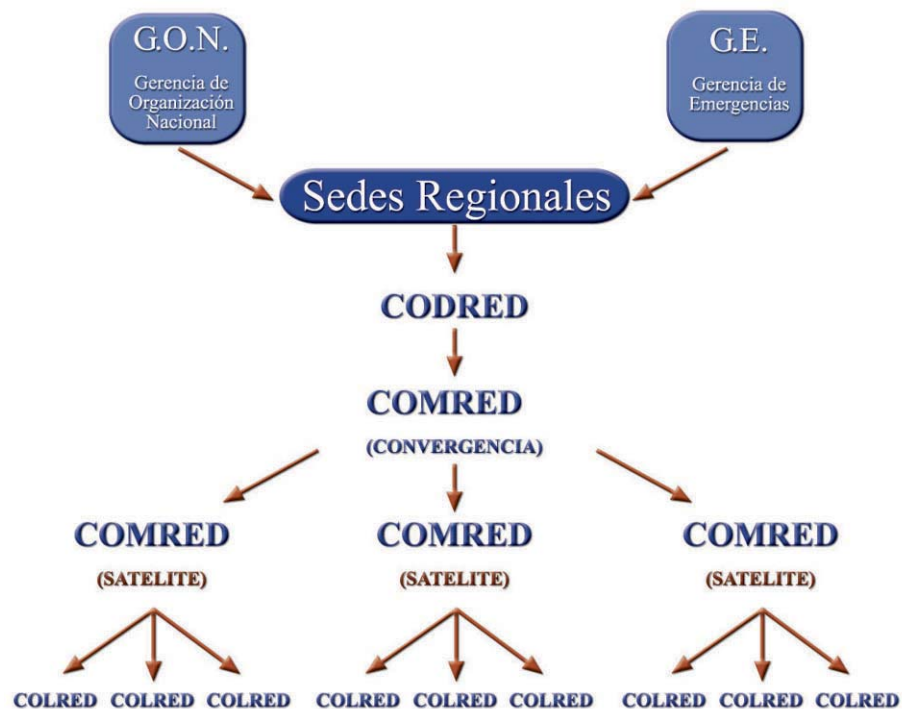 G.O.N.
Gerencia de
Organización
Nacional
G.E.
Gerencia de
Emergencias
Sedes Regionales
CODRED
COMRED
(CONVERGENCIA)
COMRED COMRED COMRED
(SATELITE) (SATELITE) (SATELITE)
COLRED COLRED COLRED COLRED COLRED COLRED COLRED COLRED COLRED